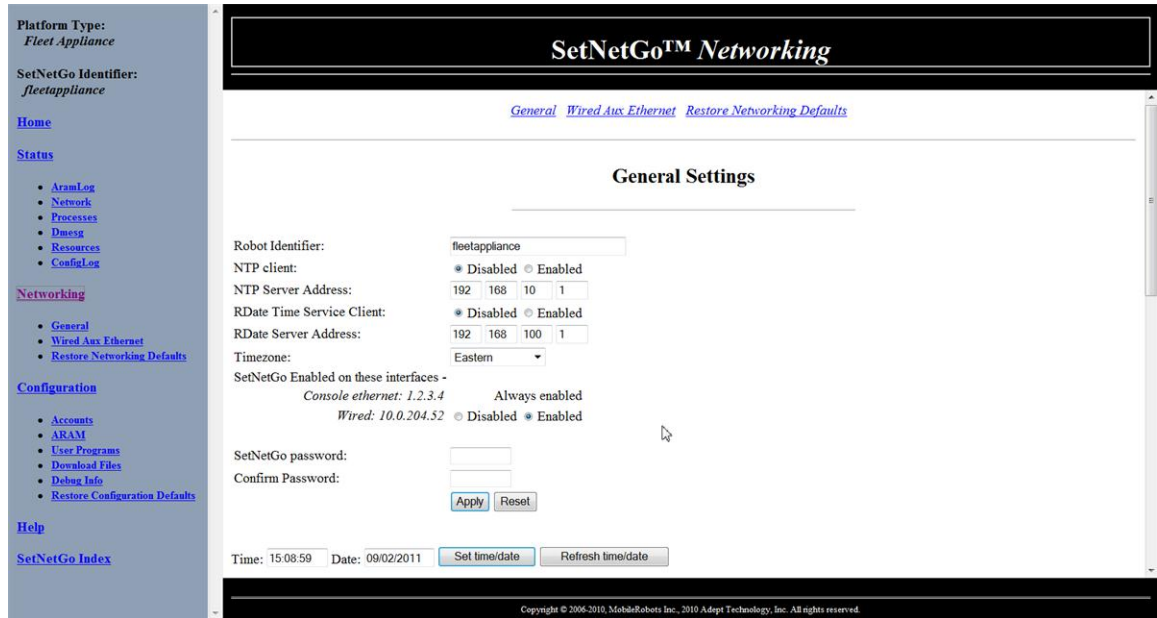 Platform Type:
Fleet Appliance
SetNetGo Identifier:
fleetappliance
Home
Status
AramLog
Network
Processes
Dmesg
Resources
ConfigLog
Networking
General
Wired Aux Ethernet
Restore Networking Defaults
Configuration
Accounts
ARAM
User Programs
Download Files
Debug Info
Restore Configuration Defaults
Help
SetNetGo Index
SetNetGo™ Networking
General Wired Aux Ethernet Restore Networking Defaults
General Settings
Robot Identifier: fleetappliance
NTP client: Disabled Enabled
NTP Server Address: 192 168 10 1
RDate Time Service Client: Disabled Enabled
RDate Server Address: 192 168 100 1
Timezone: Eastern
SetNetGo Enabled on these interfaces -
Console ethernet: 1.2.3.4 Always enabled
Wired: 10.0.204.52 Disabled Enabled
SetNetGo password:
Confirm Password:
Apply Reset
Time: 15:08:59 Date: 09/02/2011 Set time/date Refresh time/date
Copyright © 2006-2010, MobileRobots Inc., 2010 Adept Technology, Inc. All rights reserved.